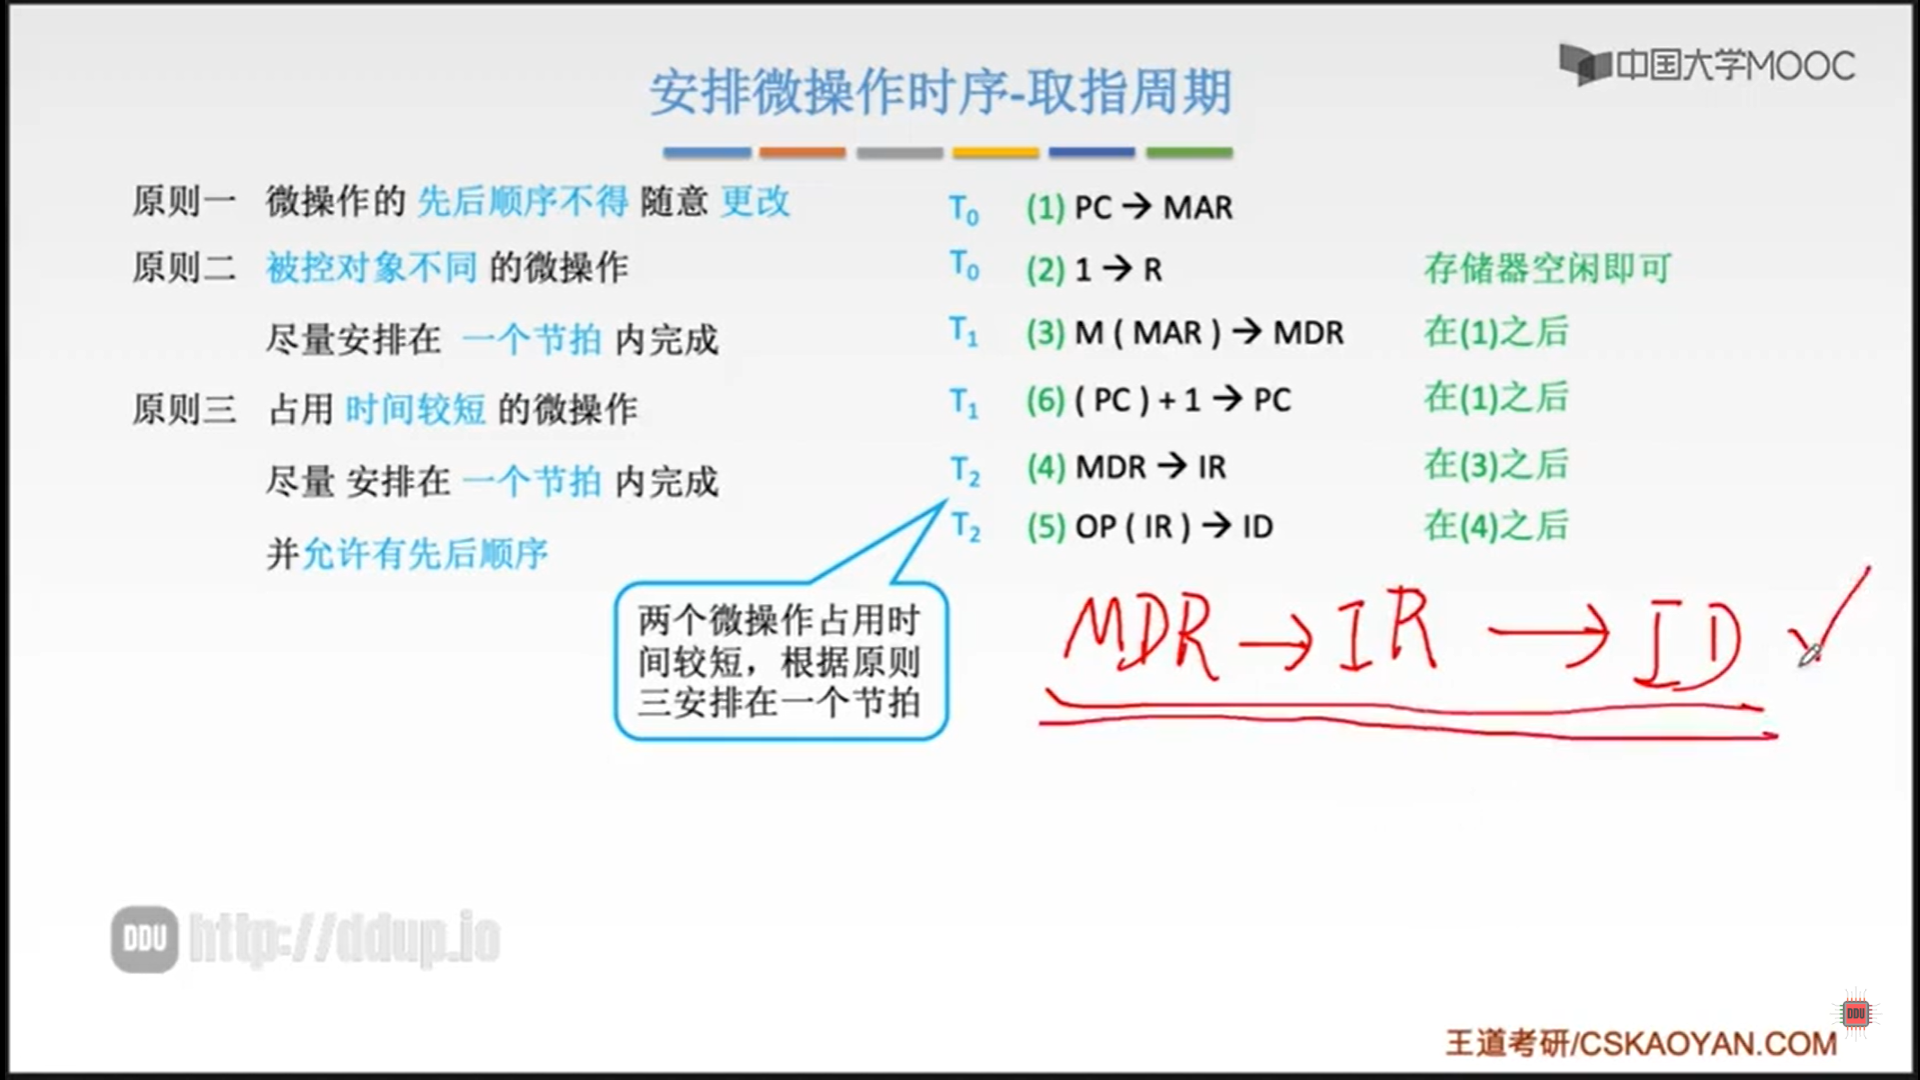 中国大学MOOC
安排微操作时序-取指周期
原则一 微操作的 先后顺序不得 随意 更改
原则二 被控对象不同 的微操作
尽量安排在 一个节拍 内完成
原则三 占用 时间较短 的微操作
尽量 安排在 一个节拍 内完成
并允许有先后顺序
T0 (1) PC → MAR
T0 (2) 1 → R 存储器空闲即可
T1 (3) M ( MAR ) → MDR 在(1)之后
T1 (6) ( PC ) + 1 → PC 在(1)之后
T2 (4) MDR → IR 在(3)之后
T2 (5) OP ( IR ) → ID 在(4)之后
两个微操作占用时
间较短，根据原则
三安排在一个节拍
MDR → IR → ID ✓
DDU http://ddup.io
DDU
王道考研/CSKAOYAN.COM